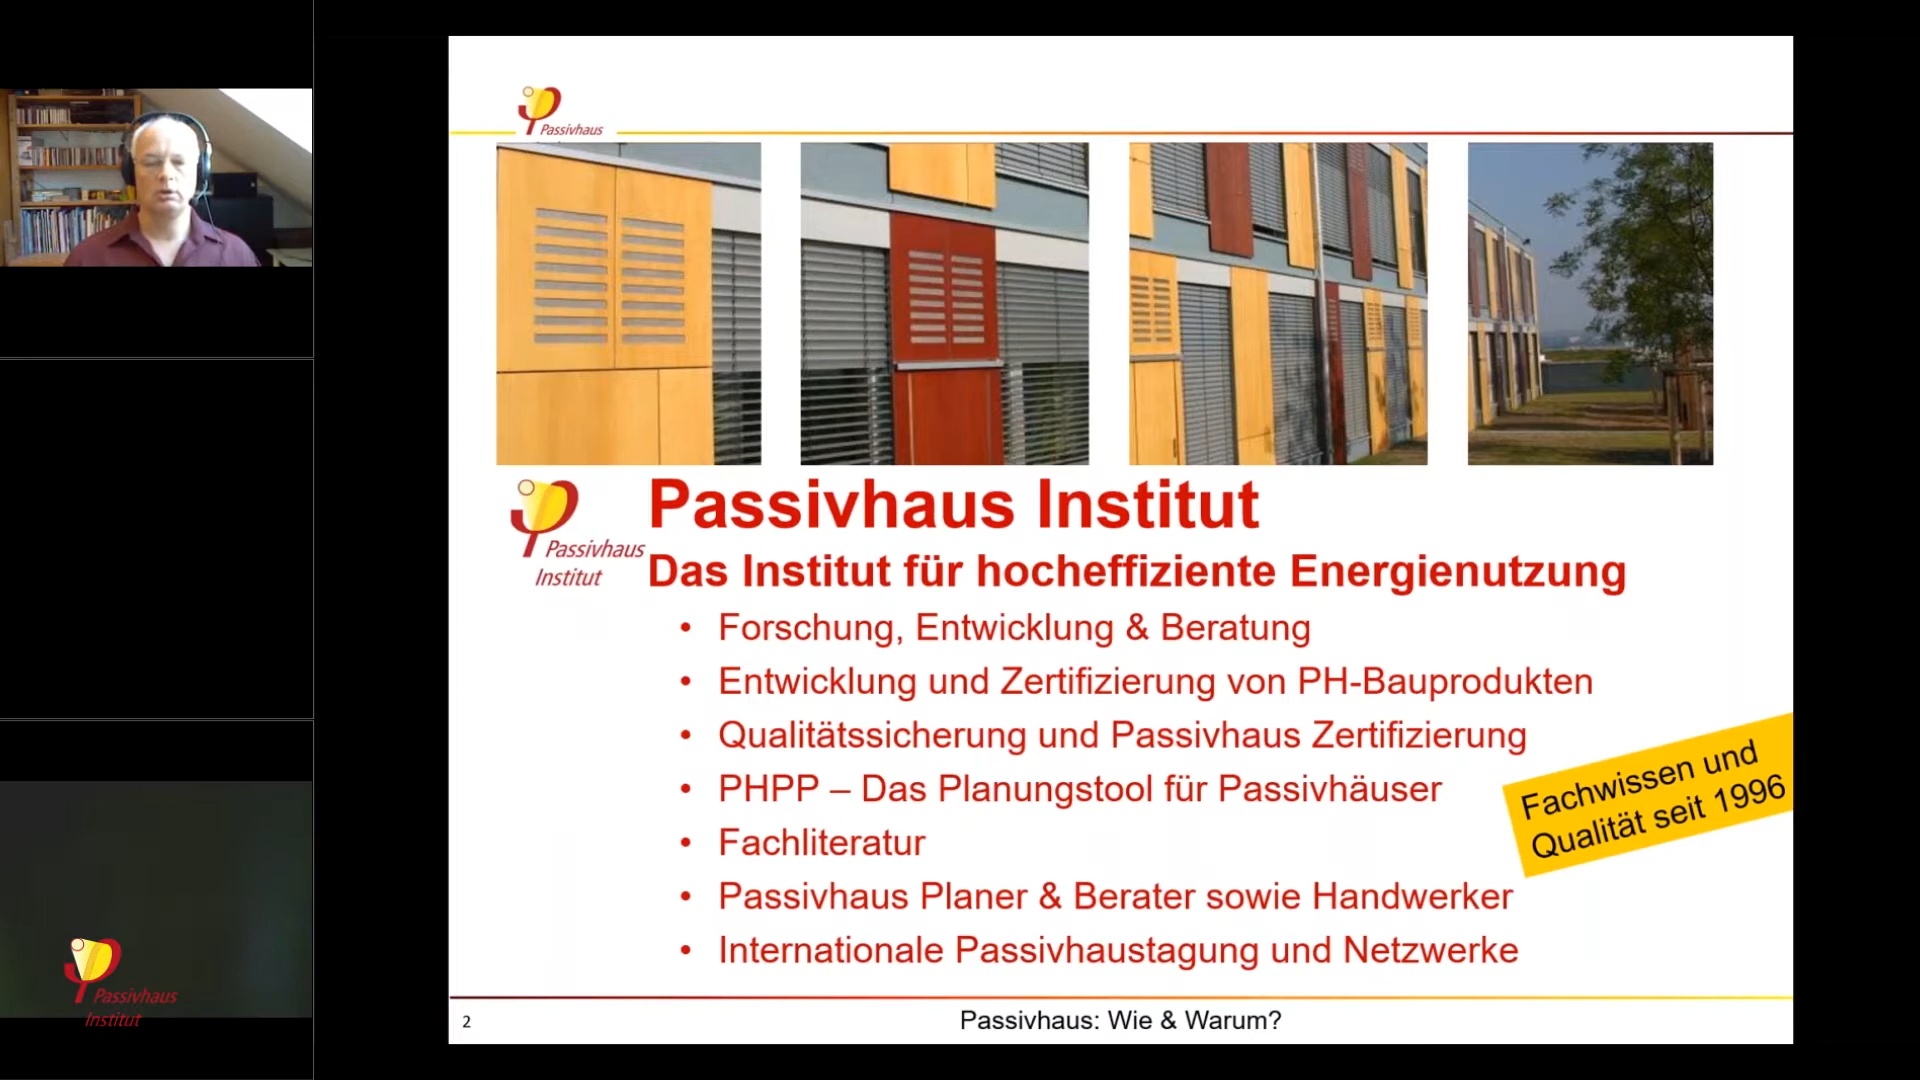 Passivhaus
Passivhaus
Institut
Passivhaus Institut
Das Institut für hocheffiziente Energienutzung
• Forschung, Entwicklung & Beratung
• Entwicklung und Zertifizierung von PH-Bauprodukten
• Qualitätssicherung und Passivhaus Zertifizierung
• PHPP – Das Planungstool für Passivhäuser
• Fachliteratur
• Passivhaus Planer & Berater sowie Handwerker
• Internationale Passivhaustagung und Netzwerke
Fachwissen und
Qualität seit 1996
2
Passivhaus: Wie & Warum?
Passivhaus
Institut